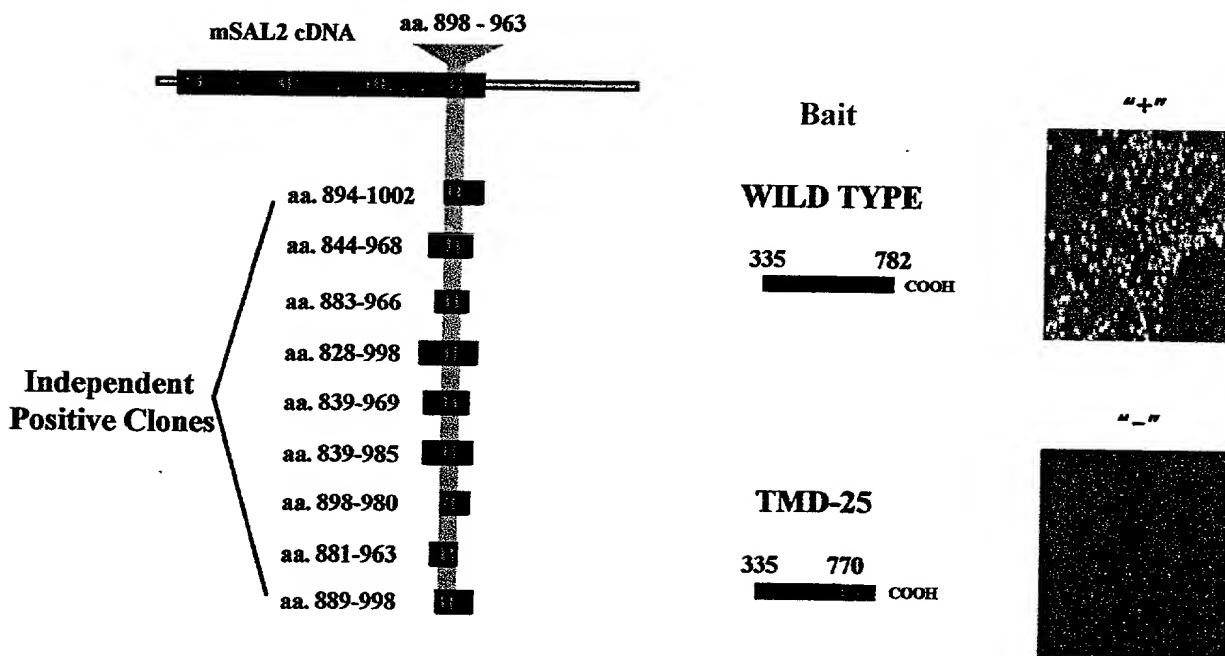 mSAL2 cDNA
aa. 898 - 963
aa. 894-1002
aa. 844-968
aa. 883-966
aa. 828-998
aa. 839-969
aa. 839-985
aa. 898-980
aa. 881-963
aa. 889-998
Independent
Positive Clones
Bait
"+"
WILD TYPE
335 782
COOH
"–"
TMD-25
335 770
COOH